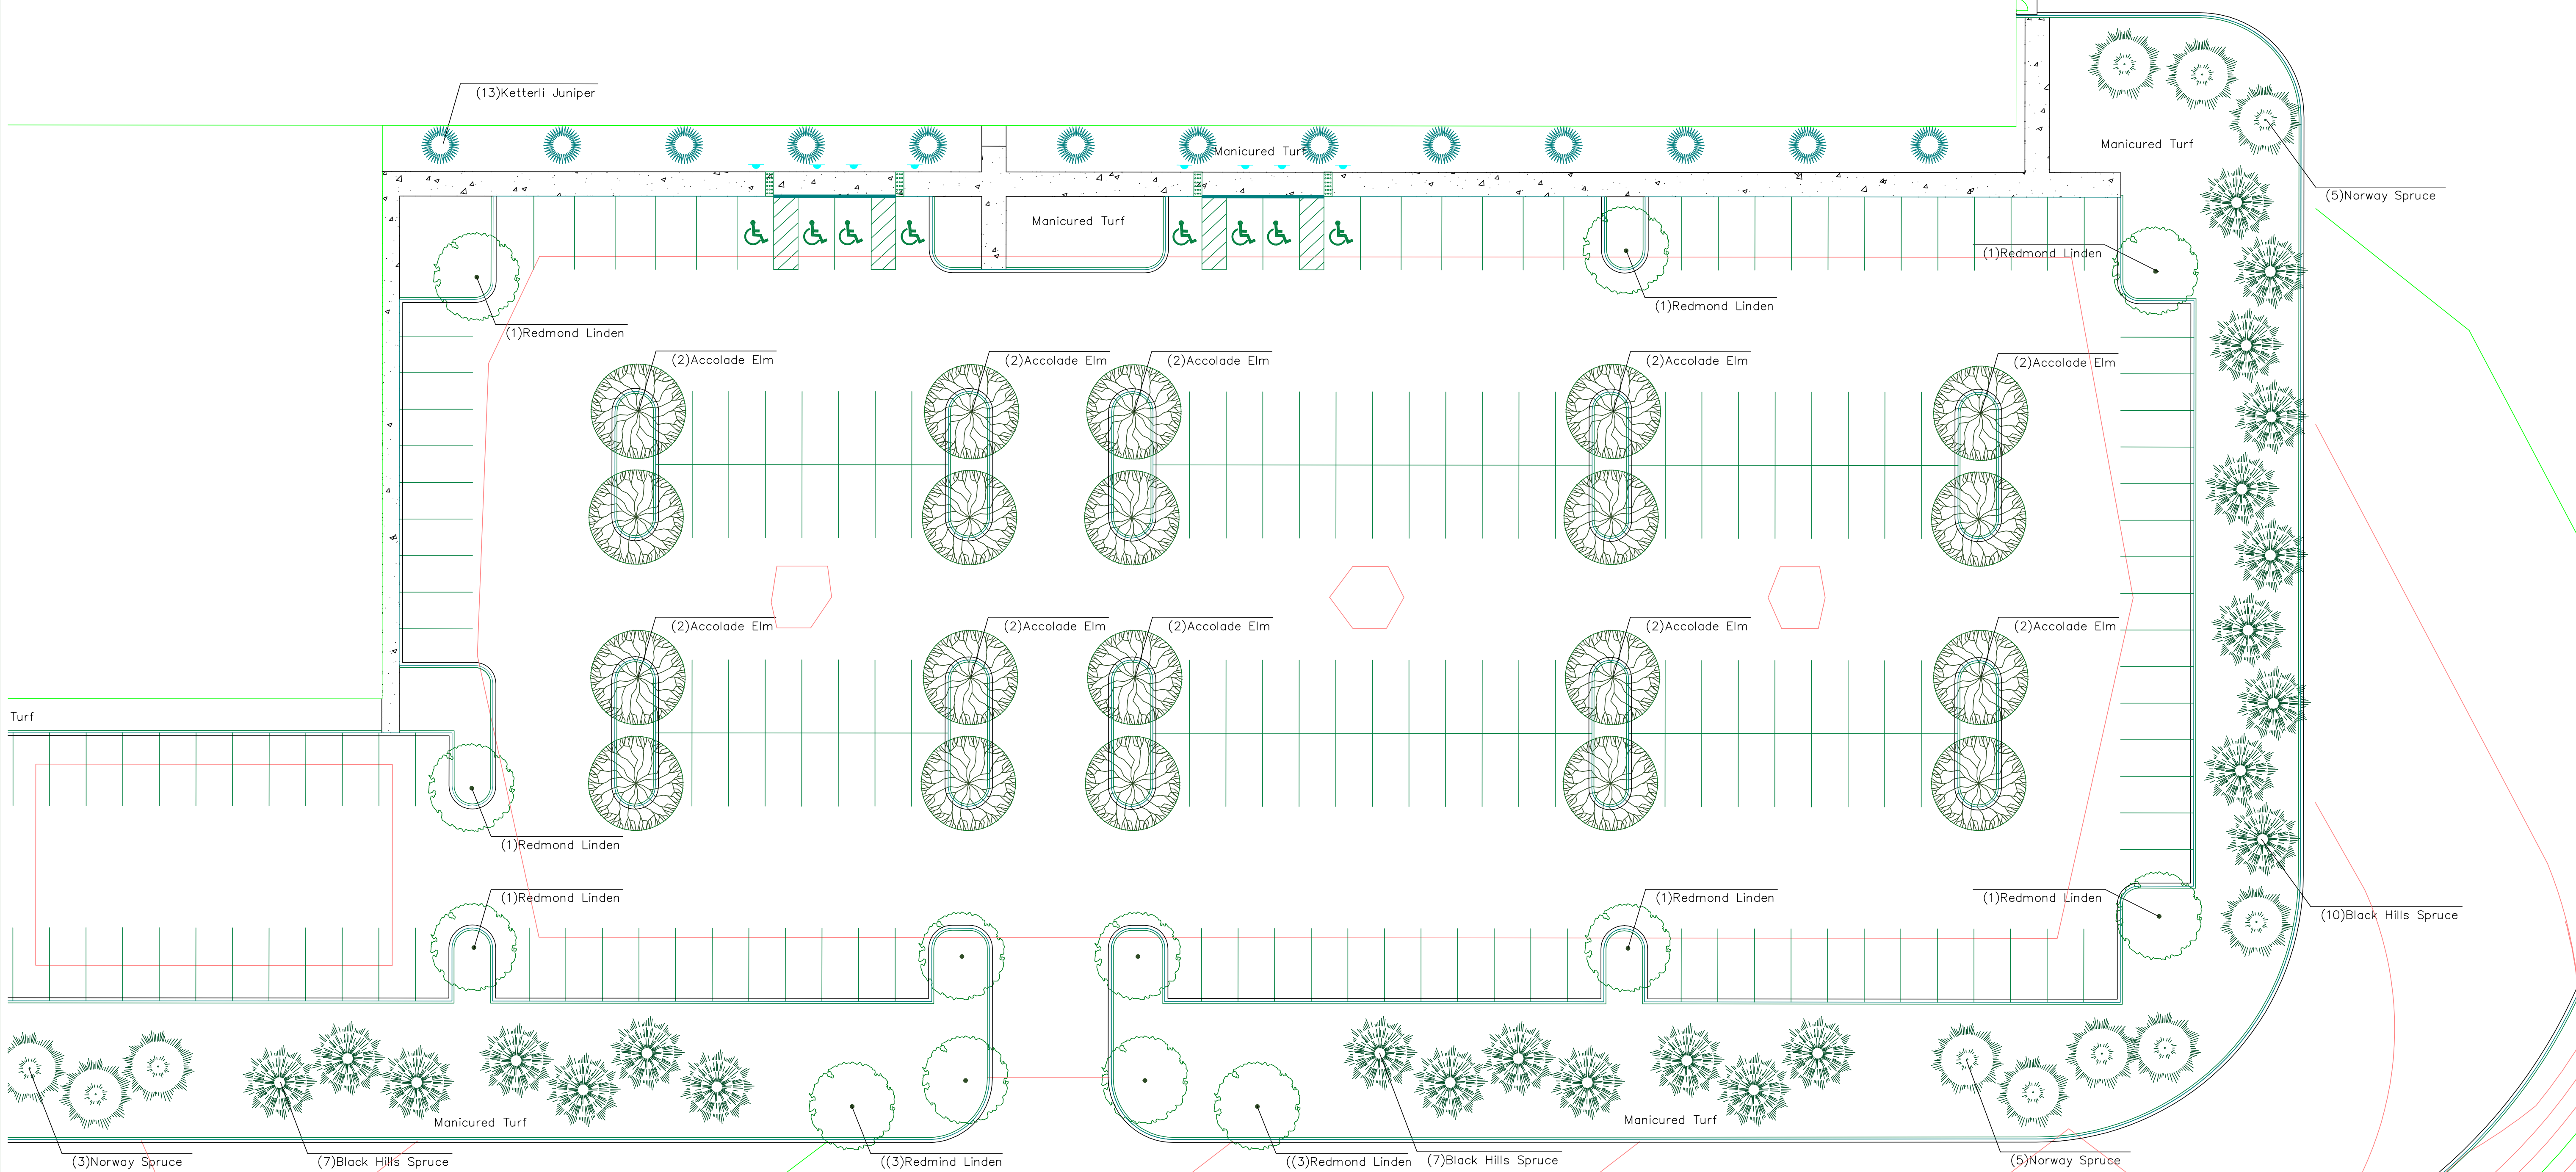 (13)Ketterli Juniper
Manicured Turf
Manicured Turf
(5)Norway Spruce
Manicured Turf
(1)Redmond Linden
(1)Redmond Linden
(1)Redmond Linden
(2)Accolade Elm
(2)Accolade Elm
(2)Accolade Elm
(2)Accolade Elm
(2)Accolade Elm
(2)Accolade Elm
(2)Accolade Elm
(2)Accolade Elm
(2)Accolade Elm
(2)Accolade Elm
Turf
(1)Redmond Linden
(1)Redmond Linden
(1)Redmond Linden
(1)Redmond Linden
(10)Black Hills Spruce
Manicured Turf
Manicured Turf
(3)Norway Spruce
(7)Black Hills Spruce
((3)Redmind Linden
((3)Redmond Linden
(7)Black Hills Spruce
(5)Norway Spruce